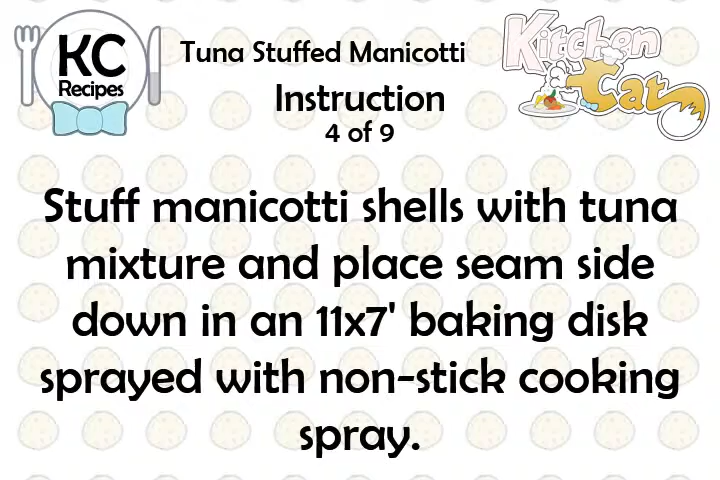 KC
Recipes
Tuna Stuffed Manicotti
Kitchen
Cat
Instruction
4 of 9
Stuff manicotti shells with tuna
mixture and place seam side
down in an 11x7' baking disk
sprayed with non-stick cooking
spray.